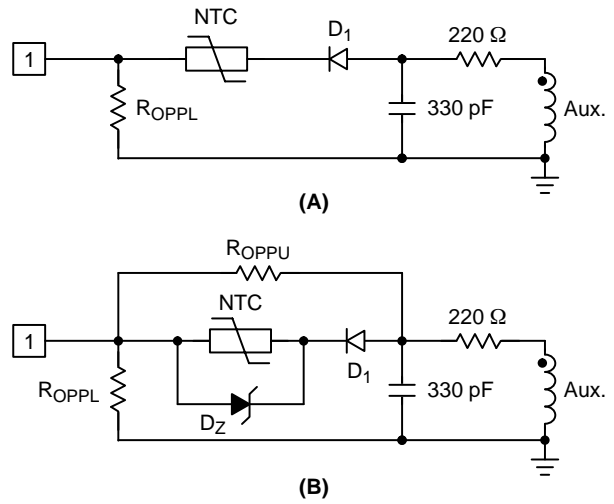 NTC
D1
220 Ω
1
ROPPL
330 pF
Aux.
(A)
ROPPU
NTC
220 Ω
1
D1
ROPPL
330 pF
Aux.
DZ
(B)